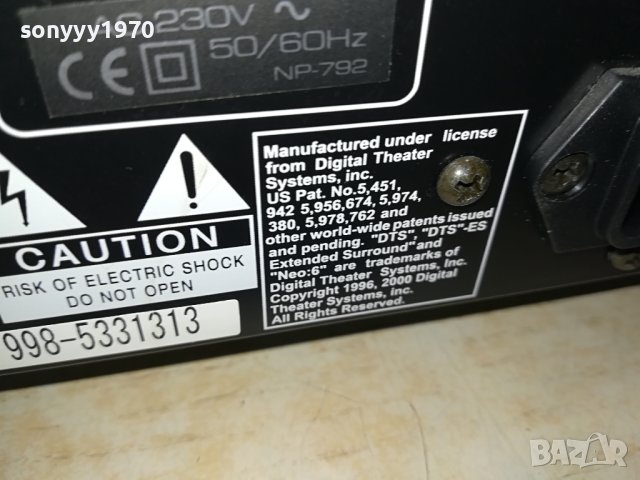 sonyyy1970
230V ~
CE 50/60Hz
NP-792
CAUTION
RISK OF ELECTRIC SHOCK
DO NOT OPEN
998-5331313
Manufactured under license
from Digital Theater
Systems, inc.
US Pat. No.5,451,
942 5,956,674, 5,974,
380, 5,978,762 and
other world-wide patents issued
and pending. "DTS", "DTS"-ES
Extended Surround" and
"Neo:6" are trademarks of
Digital Theater Systems, Inc.
Copyright 1996, 2000 Digital
Theater Systems, inc.
All Rights Reserved.
BAZAR